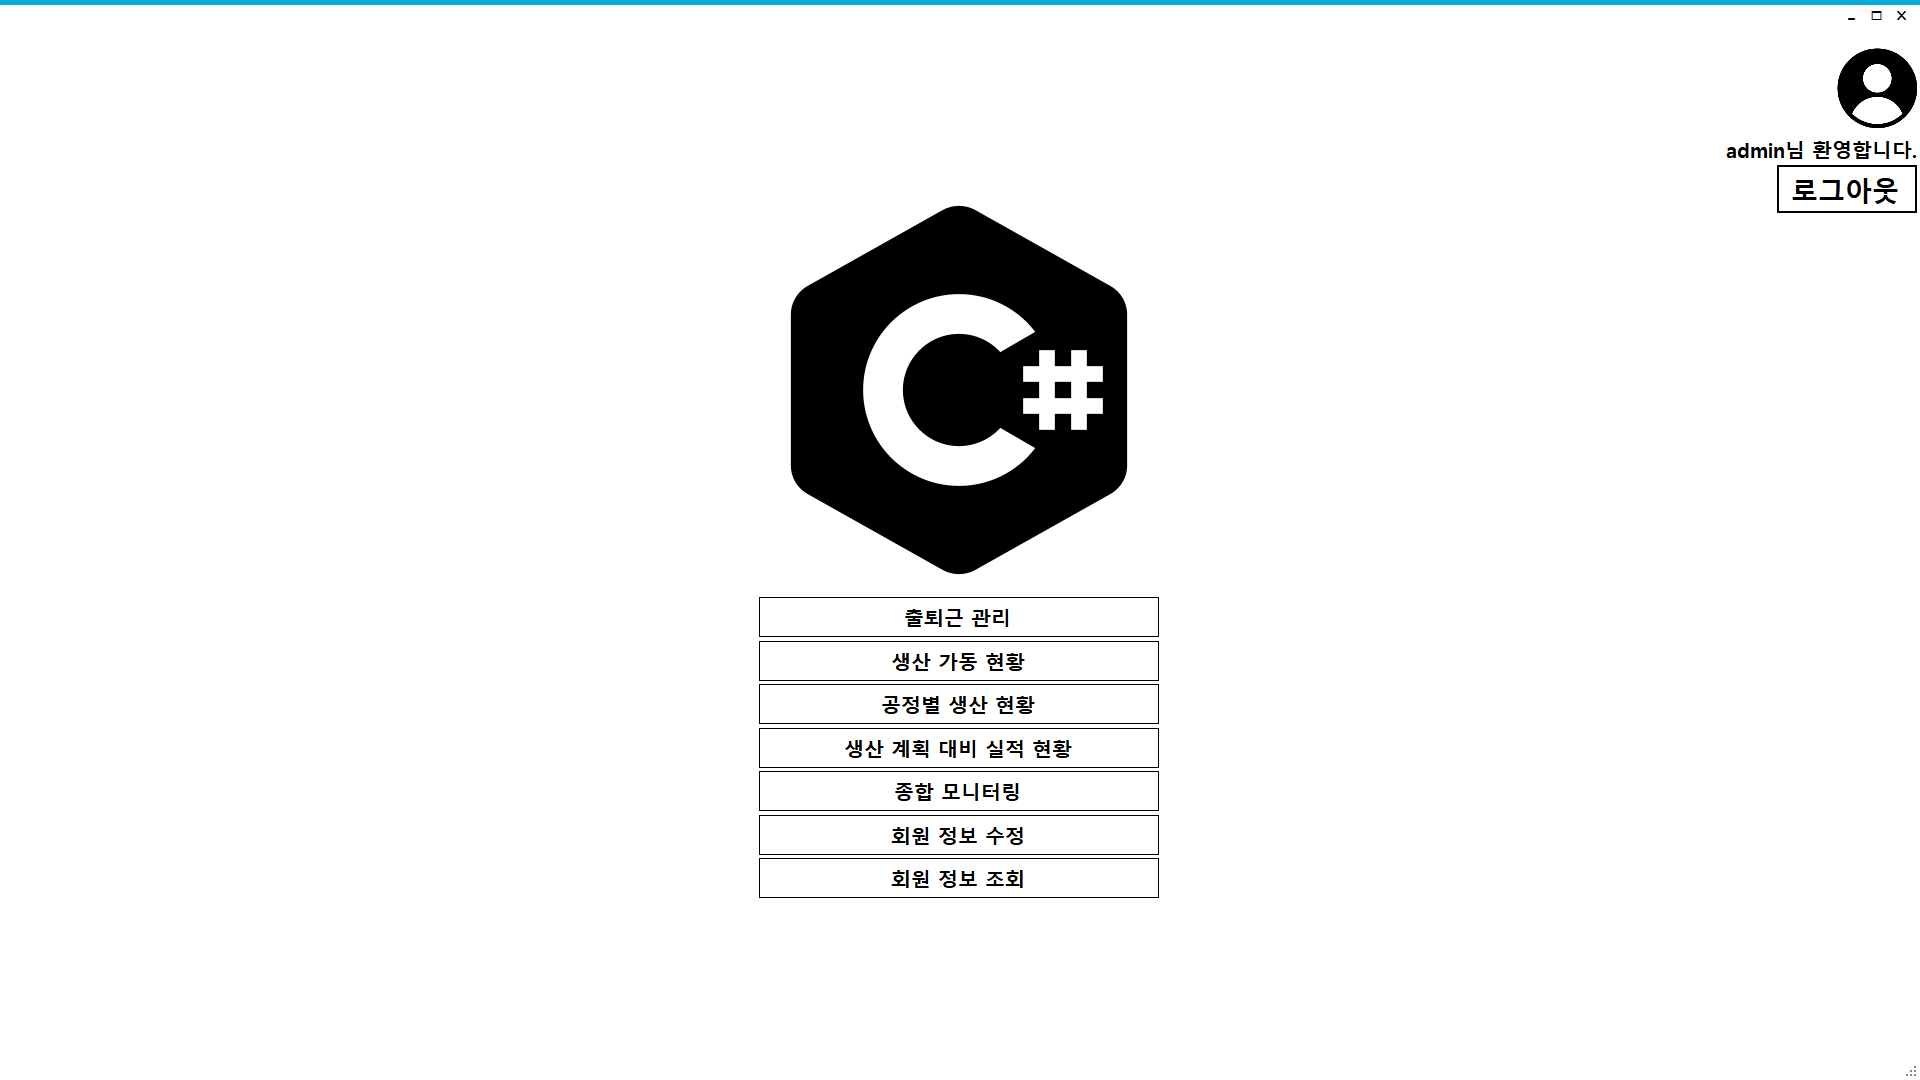 admin님 환영합니다.
로그아웃
C#
출퇴근 관리
생산 가동 현황
공정별 생산 현황
생산 계획 대비 실적 현황
종합 모니터링
회원 정보 수정
회원 정보 조회